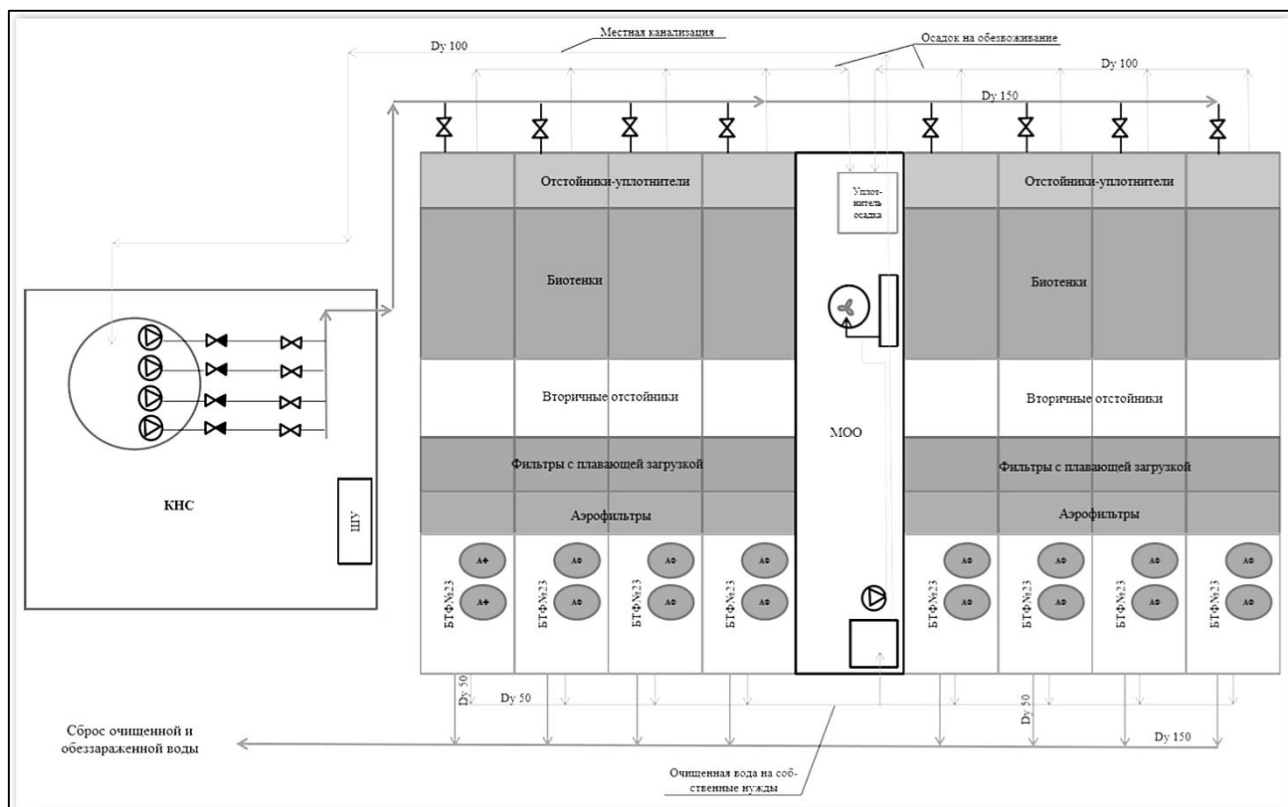 Местная канализация
Осадок на обезвоживание
Dy 100
Dy 100
Dy 150
Отстойники-уплотнители
Уплот-
нитель
осадка
Отстойники-уплотнители
Биотенки
Биотенки
Вторичные отстойники
Вторичные отстойники
МОО
Фильтры с плавающей загрузкой
Фильтры с плавающей загрузкой
КНС
ШУ
Аэрофильтры
Аэрофильтры
АФ
АФ
АФ
АФ
АФ
АФ
АФ
АФ
БТФ№23
БТФ№23
БТФ№23
БТФ№23
БТФ№23
БТФ№23
БТФ№23
БТФ№23
АФ
АФ
АФ
АФ
АФ
АФ
АФ
АФ
Dy 50
Dy 50
Dy 50
Сброс очищенной и
обеззараженной воды
Dy 150
Очищенная вода на соб-
ственные нужды